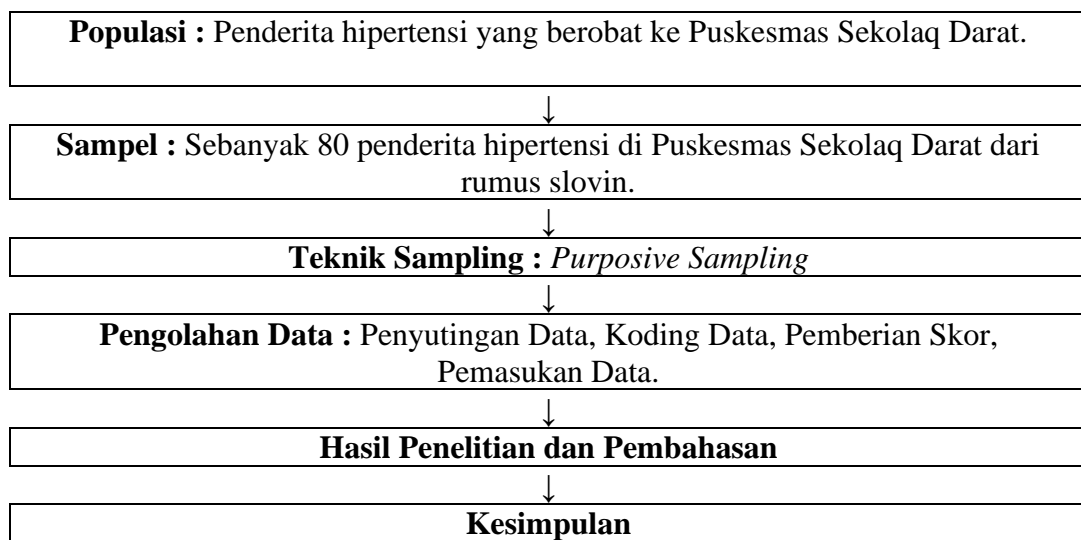 Populasi : Penderita hipertensi yang berobat ke Puskesmas Sekolaq Darat.
↓
Sampel : Sebanyak 80 penderita hipertensi di Puskesmas Sekolaq Darat dari
rumus slovin.
↓
Teknik Sampling : Purposive Sampling
↓
Pengolahan Data : Penyutingan Data, Koding Data, Pemberian Skor,
Pemasukan Data.
↓
Hasil Penelitian dan Pembahasan
↓
Kesimpulan